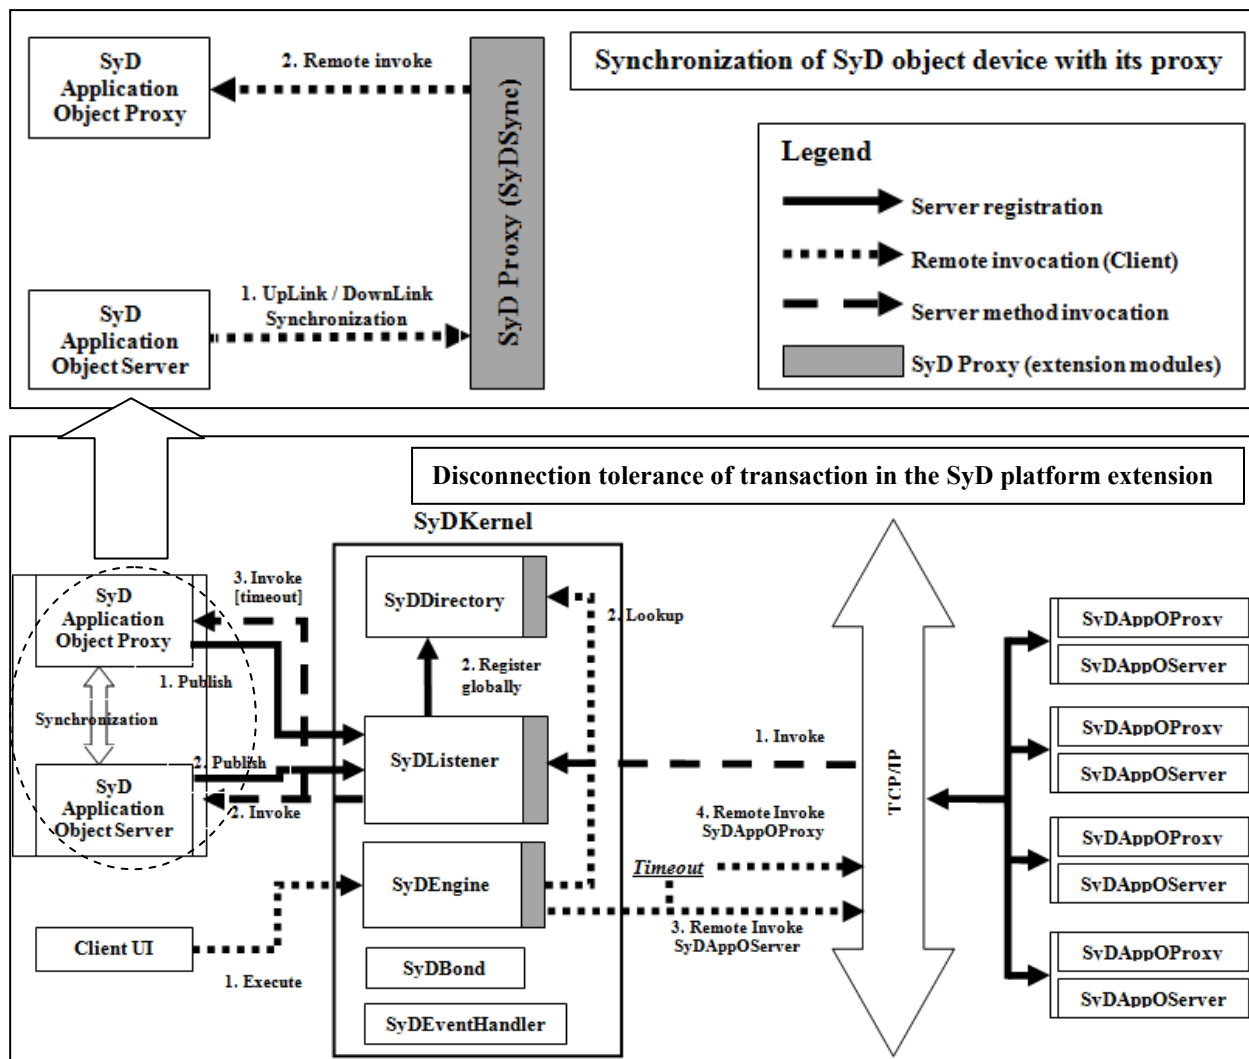 SyD
Application
Object Proxy
2. Remote invoke
SyD Proxy (SyDSync)
Synchronization of SyD object device with its proxy
Legend
Server registration
Remote invocation (Client)
Server method invocation
SyD Proxy (extension modules)
1. UpLink / DownLink
Synchronization
SyD
Application
Object Server
Disconnection tolerance of transaction in the SyD platform extension
SyDKernel
SyD
Application
Object Proxy
3. Invoke
[timeout]
SyDDirectory
2. Lookup
1. Publish
2. Register
globally
Synchronization
SyDListener
1. Invoke
2. Publish
SyD
Application
Object Server
2. Invoke
4. Remote Invoke
SyDAppOProxy
Timeout
SyDEngine
3. Remote Invoke
SyDAppOServer
Client UI
1. Execute
SyDBond
SyDEventHandler
TCP/IP
SyDAppOProxy
SyDAppOServer
SyDAppOProxy
SyDAppOServer
SyDAppOProxy
SyDAppOServer
SyDAppOProxy
SyDAppOServer